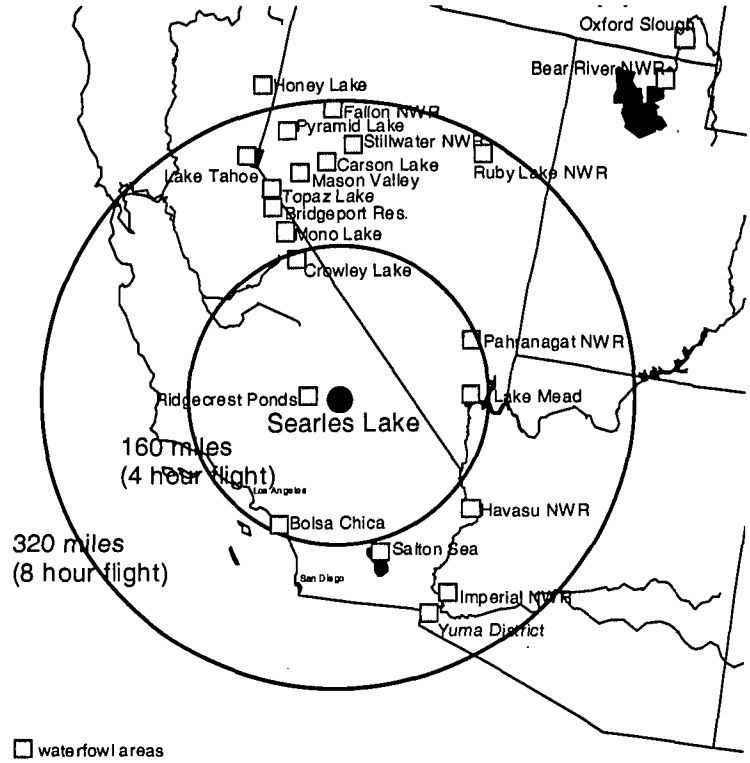 Oxford Slough
Bear River NWR
Honey Lake
Fallon NWR
Pyramid Lake
Stillwater NWR
Carson Lake
Ruby Lake NWR
Lake Tahoe
Mason Valley
Topaz Lake
Bridgeport Res.
Mono Lake
Crowley Lake
Pahranagat NWR
Ridgecrest Ponds
Lake Mead
Searles Lake
160 miles
(4 hour flight)
Los Angeles
Havasu NWR
Bolsa Chica
320 miles
(8 hour flight)
Salton Sea
San Diego
Imperial NWR
Yuma District
waterfowl areas